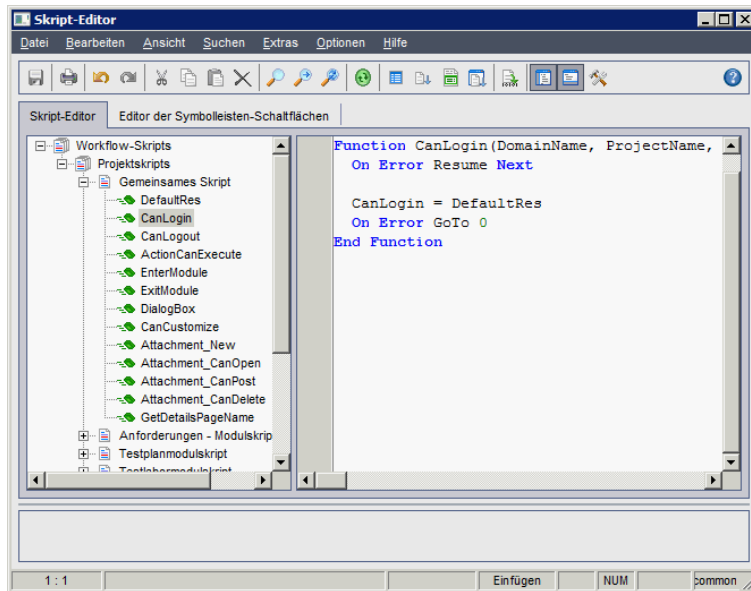 Skript-Editor
Datei Bearbeiten Ansicht Suchen Extras Optionen Hilfe
Skript-Editor Editor der Symbolleisten-Schaltflächen
Workflow-Skripts
Projektskripts
Gemeinsames Skript
DefaultRes
CanLogin
CanLogout
ActionCanExecute
EnterModule
ExitModule
DialogBox
CanCustomize
Attachment_New
Attachment_CanOpen
Attachment_CanPost
Attachment_CanDelete
GetDetailsPageName
Anforderungen - Modulskrip
Testplanmodulskript
Function CanLogin(DomainName, ProjectName,
On Error Resume Next
CanLogin = DefaultRes
On Error GoTo 0
End Function
1 : 1 Einfügen NUM common